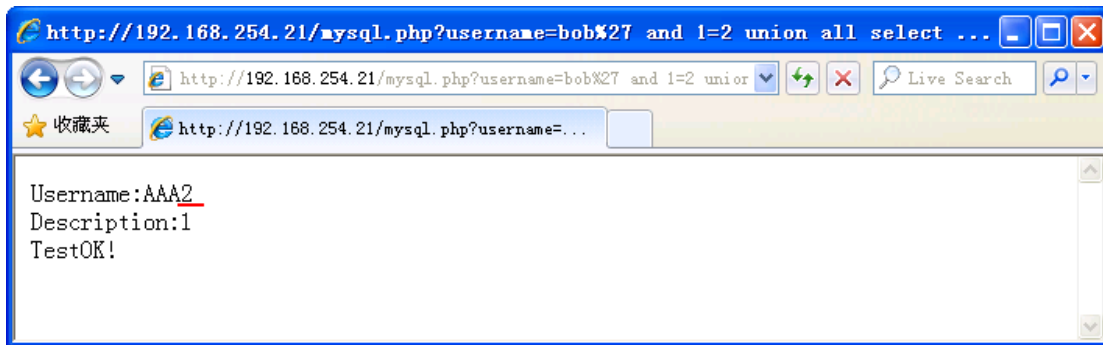 http://192.168.254.21/mysql.php?username=bob%27 and 1=2 union all select ...
http://192.168.254.21/mysql.php?username=bob%27 and 1=2 unior Live Search
收藏夹 http://192.168.254.21/mysql.php?username=...
Username:AAA2
Description:1
TestOK!